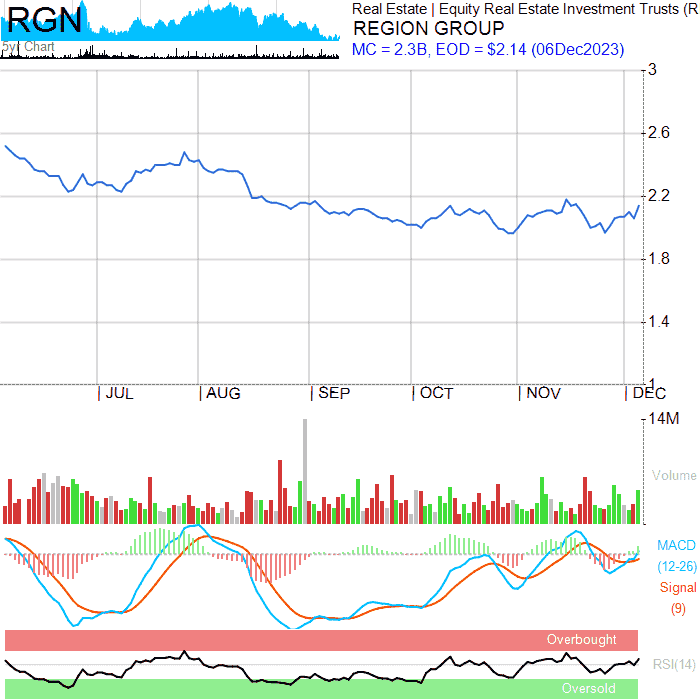 RGN
5yr Chart
Real Estate | Equity Real Estate Investment Trusts (R
REGION GROUP
MC = 2.3B, EOD = $2.14 (06Dec2023)
3
2.6
2.2
1.8
1.4
1
| JUL | AUG | SEP | OCT | NOV | DEC
14M
Volume
MACD
(12-26)
Signal
(9)
Overbought
RSI(14)
Oversold